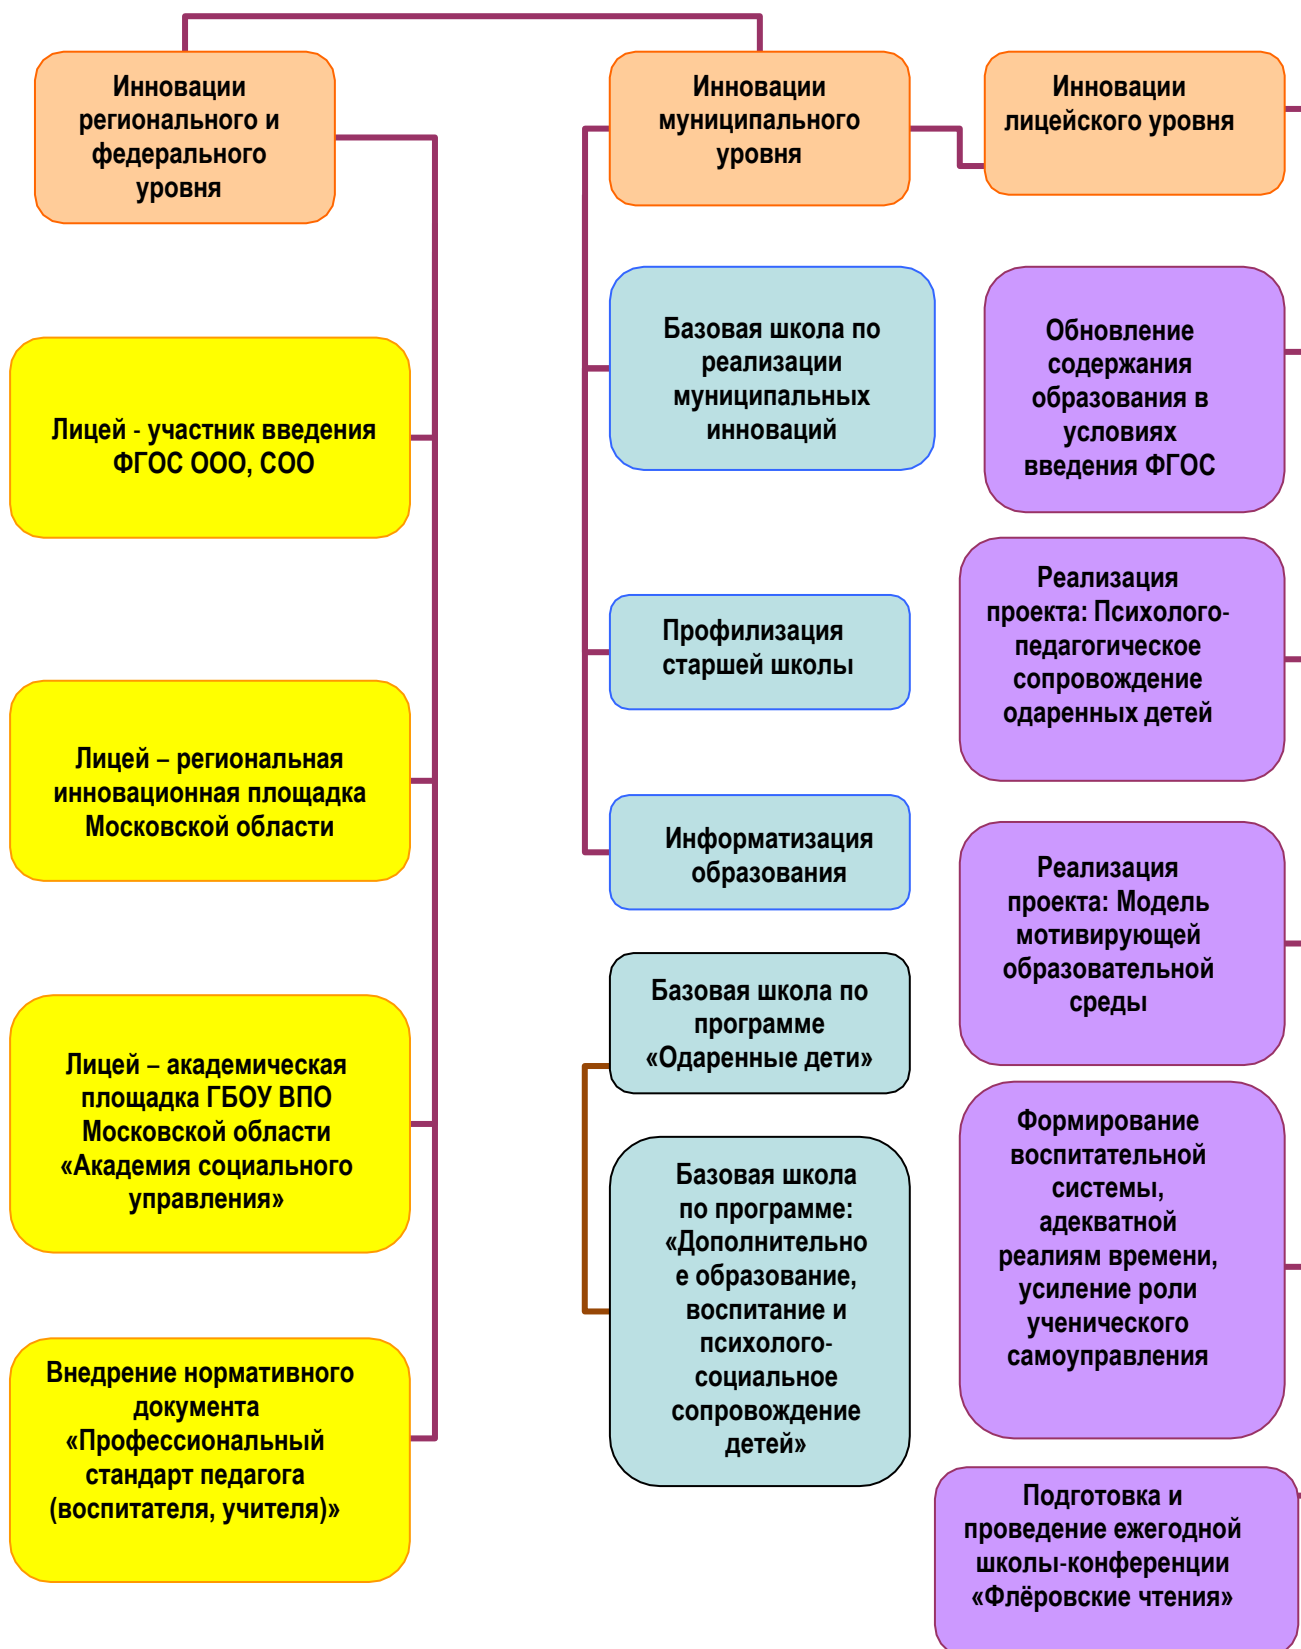 Инновации
регионального и
федерального
уровня
Инновации
муниципального
уровня
Инновации
лицейского уровня
Лицей - участник введения
ФГОС ООО, СОО
Лицей – региональная
инновационная площадка
Московской области
Лицей – академическая
площадка ГБОУ ВПО
Московской области
«Академия социального
управления»
Внедрение нормативного
документа
«Профессиональный
стандарт педагога
(воспитателя, учителя)»
Базовая школа по
реализации
муниципальных
инноваций
Профилизация
старшей школы
Информатизация
образования
Базовая школа по
программе
«Одаренные дети»
Базовая школа
по программе:
«Дополнительно
е образование,
воспитание и
психолого-
социальное
сопровождение
детей»
Обновление
содержания
образования в
условиях
введения ФГОС
Реализация
проекта: Психолого-
педагогическое
сопровождение
одаренных детей
Реализация
проекта: Модель
мотивирующей
образовательной
среды
Формирование
воспитательной
системы,
адекватной
реалиям времени,
усиление роли
ученического
самоуправления
Подготовка и
проведение ежегодной
школы-конференции
«Флёровские чтения»